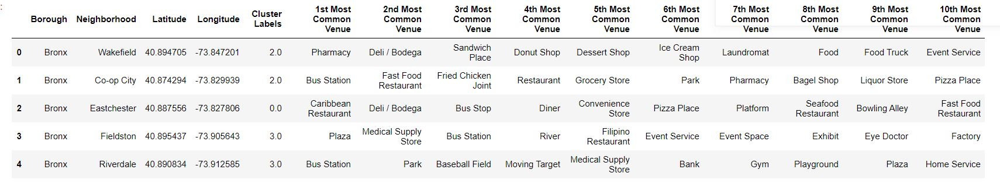 :
Borough Neighborhood Latitude Longitude Cluster Labels 1st Most Common Venue 2nd Most Common Venue 3rd Most Common Venue 4th Most Common Venue 5th Most Common Venue 6th Most Common Venue 7th Most Common Venue 8th Most Common Venue 9th Most Common Venue 10th Most Common Venue
0 Bronx Wakefield 40.894705 -73.847201 2.0 Pharmacy Deli / Bodega Sandwich Place Donut Shop Dessert Shop Ice Cream Shop Laundromat Food Food Truck Event Service
1 Bronx Co-op City 40.874294 -73.829939 2.0 Bus Station Fast Food Restaurant Fried Chicken Joint Restaurant Grocery Store Park Pharmacy Bagel Shop Liquor Store Pizza Place
2 Bronx Eastchester 40.887556 -73.827806 0.0 Caribbean Restaurant Deli / Bodega Bus Stop Diner Convenience Store Pizza Place Platform Seafood Restaurant Bowling Alley Fast Food Restaurant
3 Bronx Fieldston 40.895437 -73.905643 3.0 Plaza Medical Supply Store Bus Station River Filipino Restaurant Event Service Event Space Exhibit Eye Doctor Factory
4 Bronx Riverdale 40.890834 -73.912585 3.0 Bus Station Park Baseball Field Moving Target Medical Supply Store Bank Gym Playground Plaza Home Service